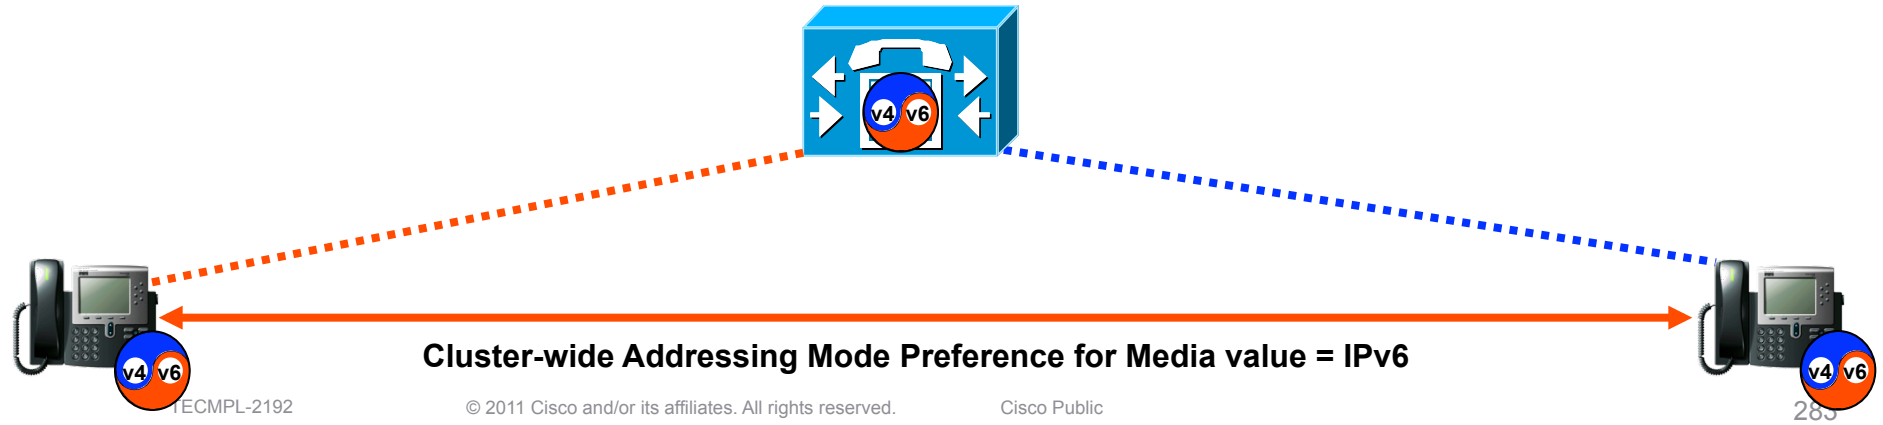 v4 v6
Cluster-wide Addressing Mode Preference for Media value = IPv6
v4 v6
v4 v6
TECMPL-2192 © 2011 Cisco and/or its affiliates. All rights reserved. Cisco Public